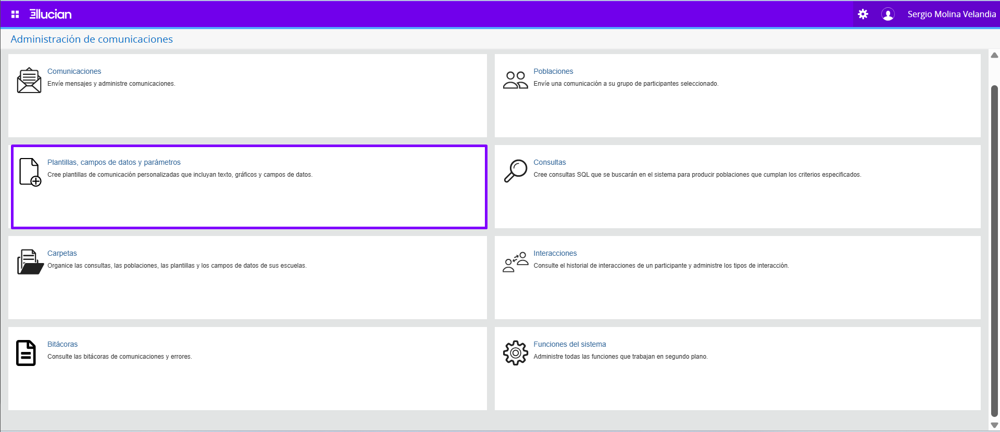 ellucian
Sergio Molina Velandia
Administración de comunicaciones
Comunicaciones
Envíe mensajes y administre comunicaciones.
Poblaciones
Envíe una comunicación a su grupo de participantes seleccionado.
Plantillas, campos de datos y parámetros
Cree plantillas de comunicación personalizadas que incluyan texto, gráficos y campos de datos.
Consultas
Cree consultas SQL que se buscarán en el sistema para producir poblaciones que cumplan los criterios especificados.
Carpetas
Organice las consultas, las poblaciones, las plantillas y los campos de datos de sus escuelas.
Interacciones
Consulte el historial de interacciones de un participante y administre los tipos de interacción.
Bitácoras
Consulte las bitácoras de comunicaciones y errores.
Funciones del sistema
Administre todas las funciones que trabajan en segundo plano.